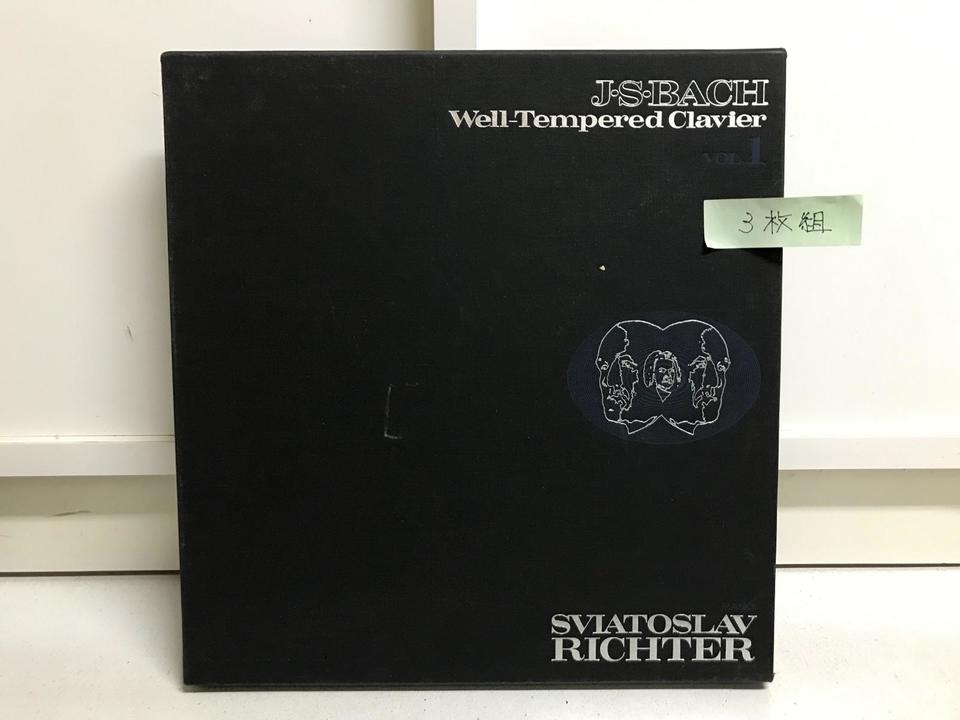 J·S·BACH
Well-Tempered Clavier
VOL.1
3枚組
SVIATOSLAV
RICHTER